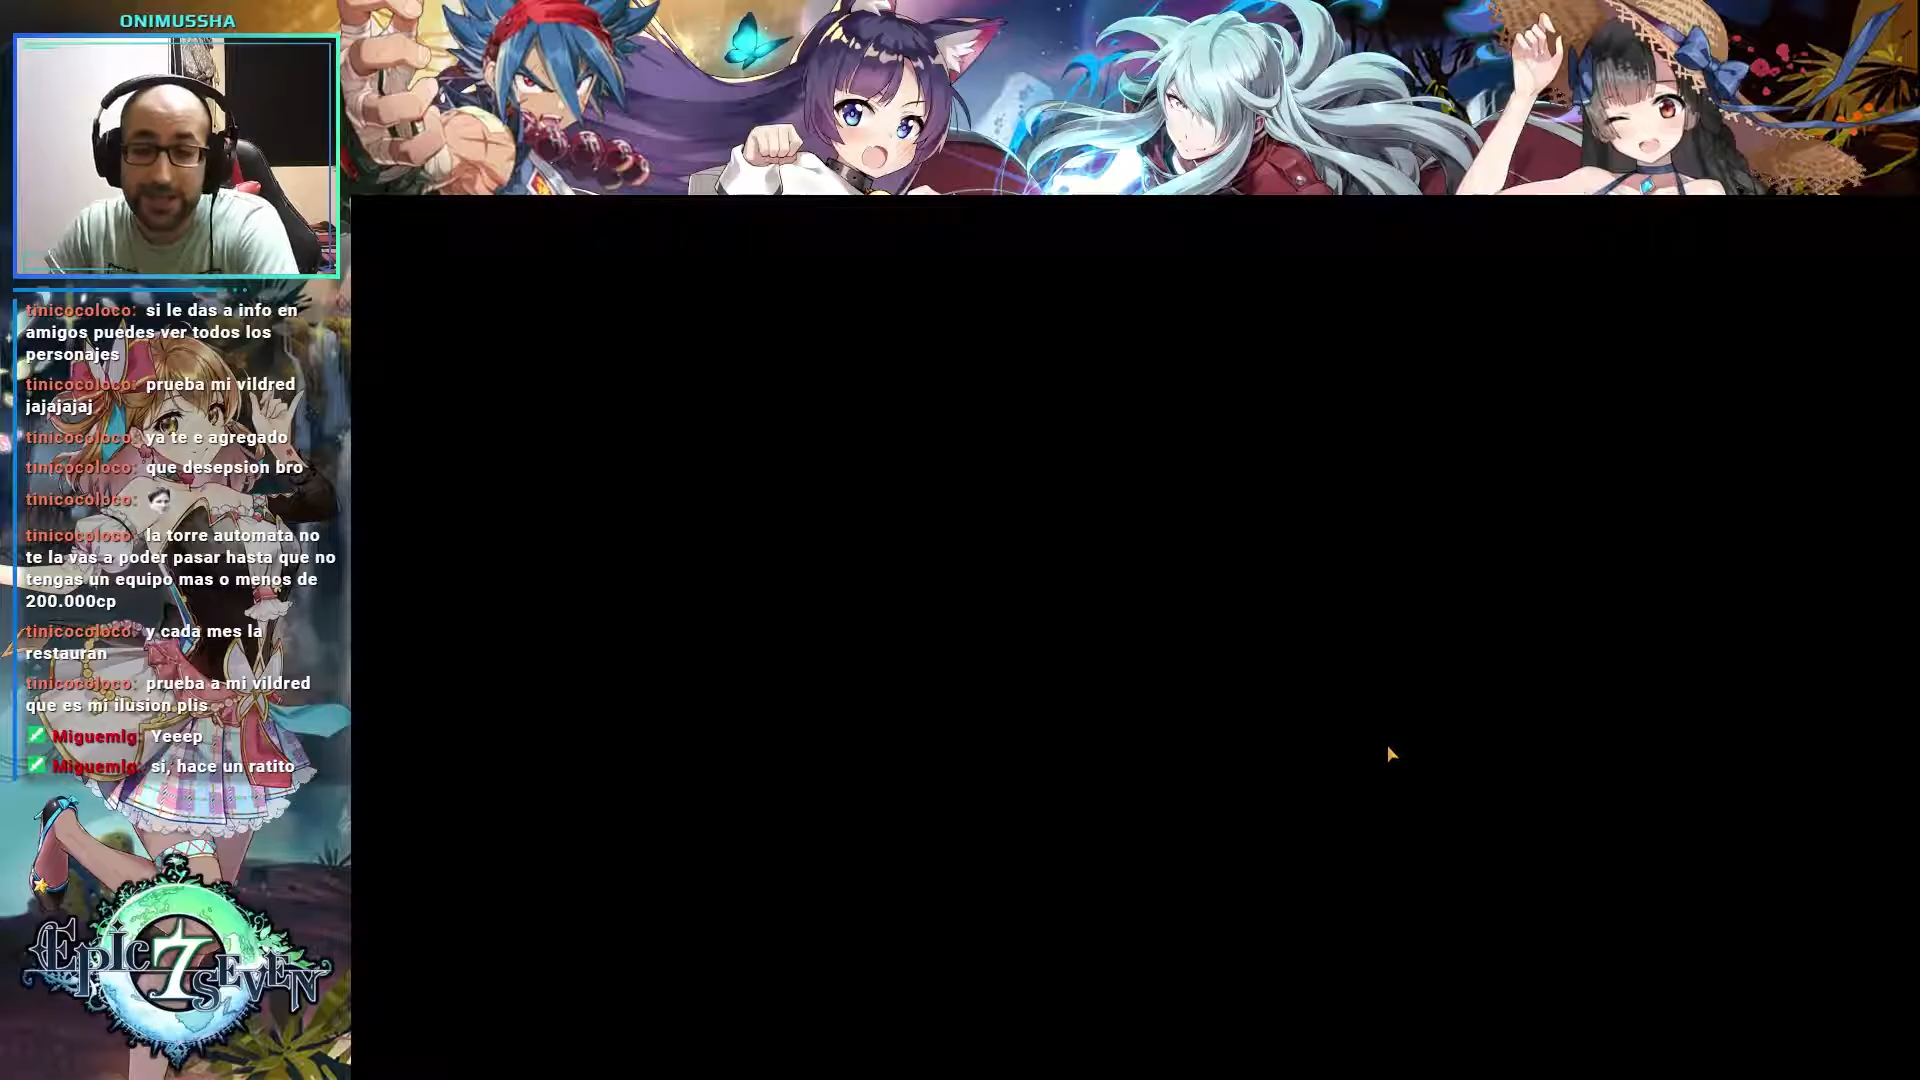 ONIMUSSHA
tinicocoloco: si le das a info en
amigos puedes ver todos los
personajes
tinicocoloco: prueba mi vildred
jajajajaj
tinicocoloco: ya te e agregado
tinicocoloco: que desepsion bro
tinicocoloco:
tinicocoloco: la torre automata no
te la vas a poder pasar hasta que no
tengas un equipo mas o menos de
200.000cp
tinicocoloco: y cada mes la
restauran
tinicocoloco: prueba a mi vildred
que es mi ilusion plis
Miguemlg: Yeeep
Miguemlg: si, hace un ratito
EPIC 7 SEVEN